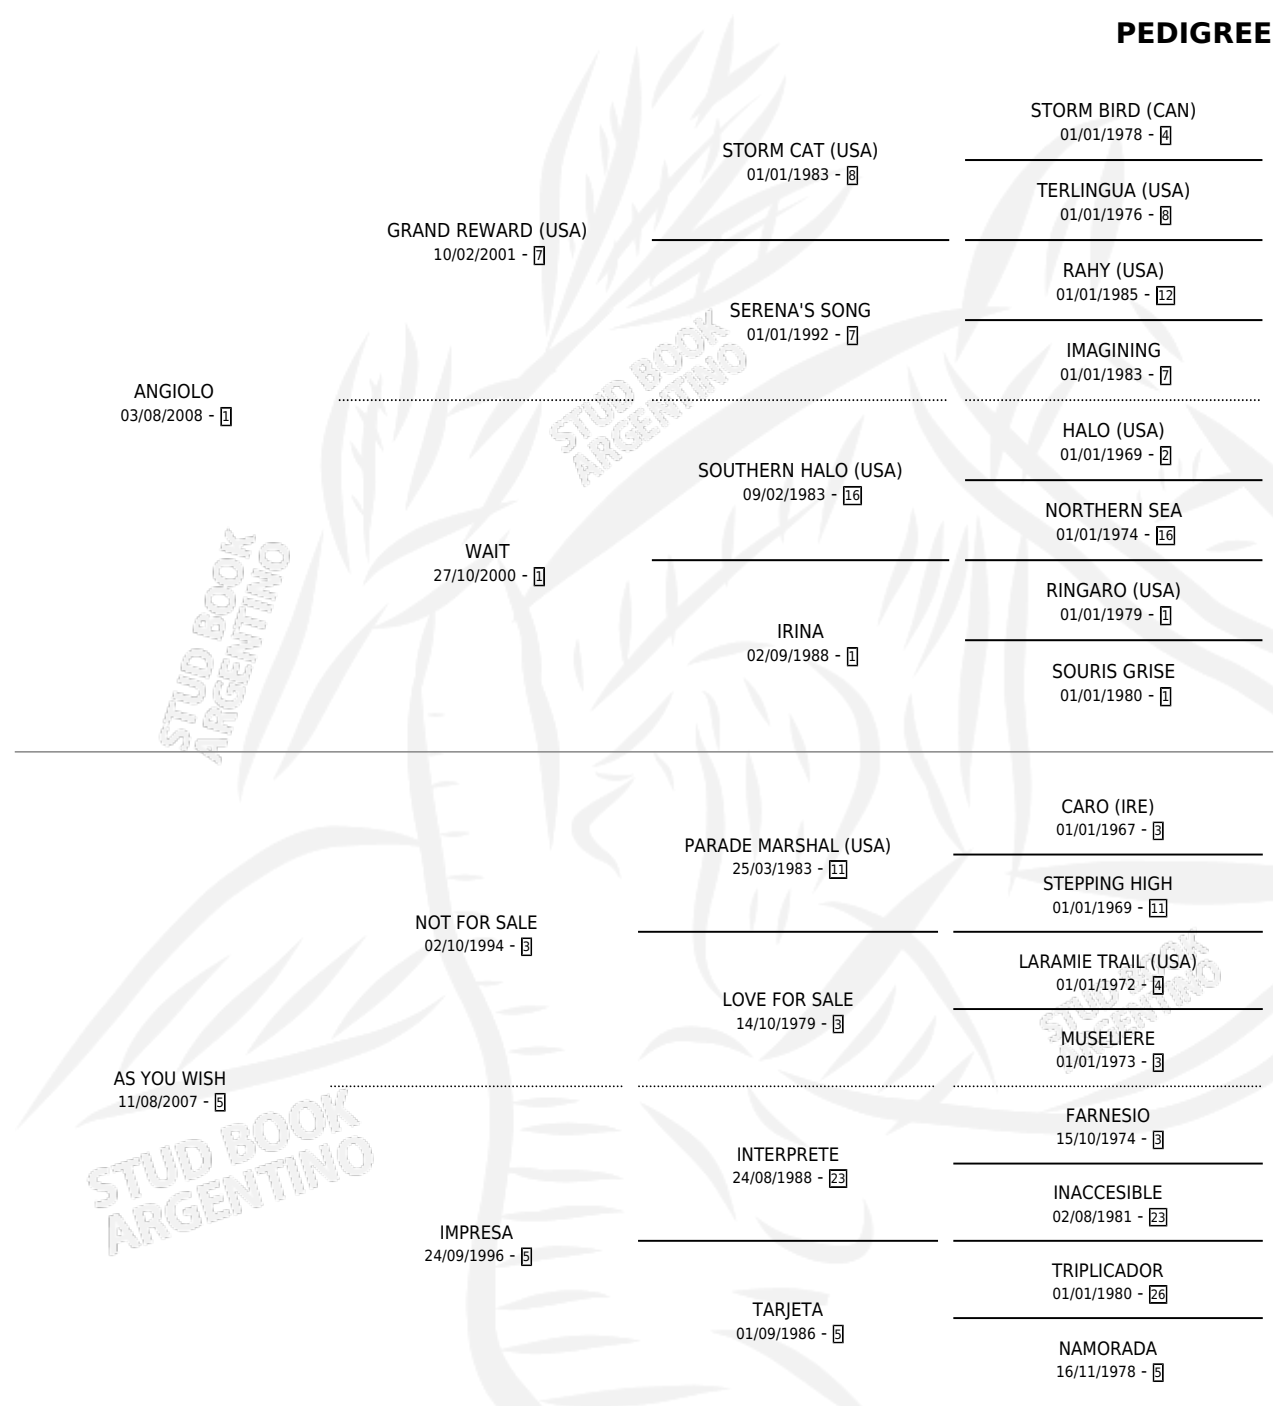 PEDIGREE
STORM BIRD (CAN)
01/01/1978 - 4
STORM CAT (USA)
01/01/1983 - 8
TERLINGUA (USA)
01/01/1976 - 8
GRAND REWARD (USA)
10/02/2001 - 7
RAHY (USA)
01/01/1985 - 12
SERENA'S SONG
01/01/1992 - 7
IMAGINING
01/01/1983 - 7
ANGIOLO
03/08/2008 - 1
HALO (USA)
01/01/1969 - 2
SOUTHERN HALO (USA)
09/02/1983 - 16
NORTHERN SEA
01/01/1974 - 16
WAIT
27/10/2000 - 1
RINGARO (USA)
01/01/1979 - 1
IRINA
02/09/1988 - 1
SOURIS GRISE
01/01/1980 - 1
CARO (IRE)
01/01/1967 - 3
PARADE MARSHAL (USA)
25/03/1983 - 11
STEPPING HIGH
01/01/1969 - 11
NOT FOR SALE
02/10/1994 - 3
LARAMIE TRAIL (USA)
01/01/1972 - 4
LOVE FOR SALE
14/10/1979 - 3
MUSELIERE
01/01/1973 - 3
AS YOU WISH
11/08/2007 - 5
FARNESIO
15/10/1974 - 3
INTERPRETE
24/08/1988 - 23
INACCESIBLE
02/08/1981 - 23
IMPRESA
24/09/1996 - 5
TRIPLICADOR
01/01/1980 - 26
TARJETA
01/09/1986 - 5
NAMORADA
16/11/1978 - 5
STUD BOOK
ARGENTINO
STUD BOOK
ARGENTINO
STUD BOOK
ARGENTINO
STUD BOOK
ARGENTINO